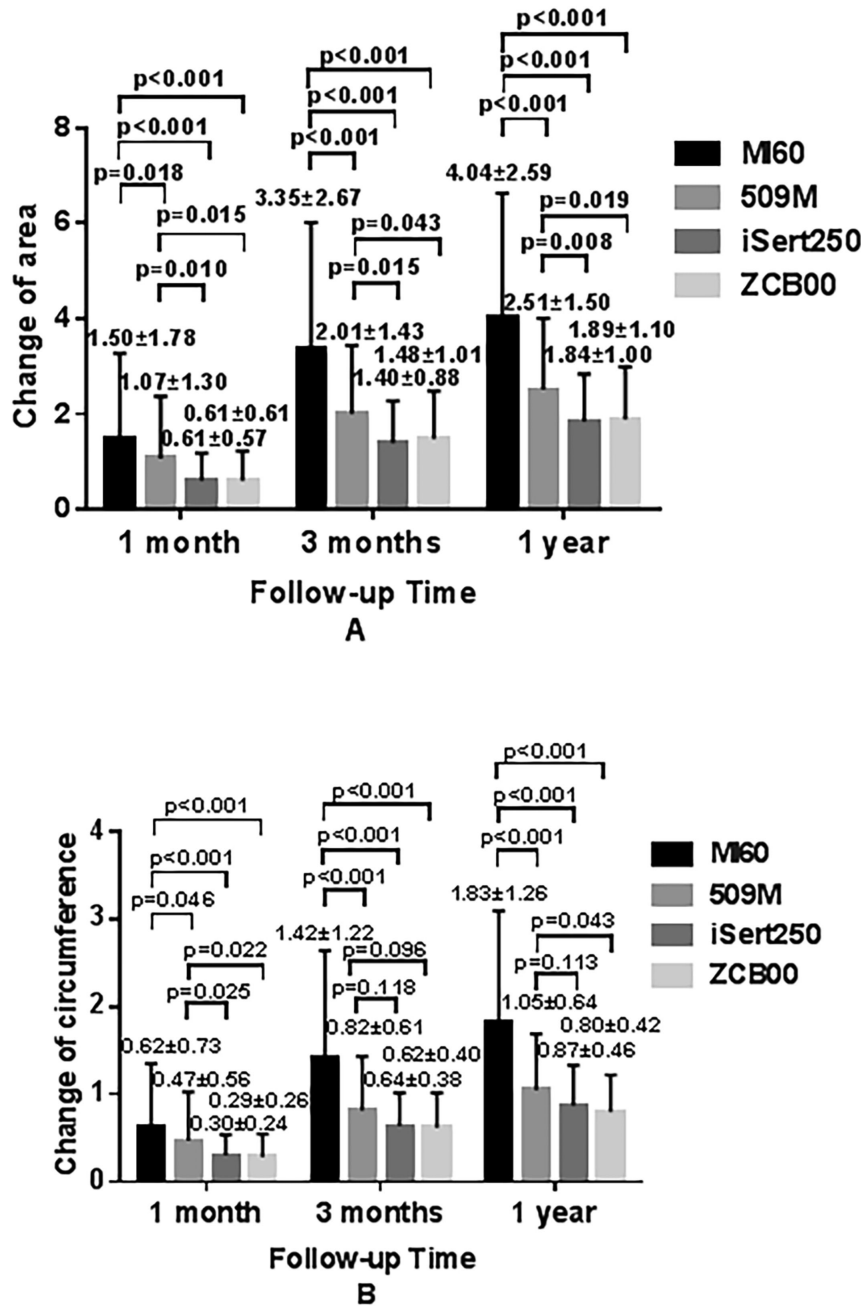 p<0.001
p<0.001
p<0.001
p<0.001
p<0.001
p<0.001
p<0.001
p<0.001
p=0.018
p=0.015
p=0.010
p=0.043
p=0.015
p=0.019
p=0.008
8
6
4
2
0
Change of area
1.50±1.78
1.07±1.30
0.61±0.61
0.61±0.57
3.35±2.67
2.01±1.43
1.48±1.01
1.40±0.88
4.04±2.59
2.51±1.50
1.89±1.10
1.84±1.00
MI60
509M
iSert250
ZCB00
1 month
3 months
1 year
Follow-up Time
A
p<0.001
p<0.001
p<0.001
p<0.001
p<0.001
p<0.001
p<0.001
p<0.001
p=0.046
p=0.022
p=0.025
p=0.096
p=0.118
p=0.043
p=0.113
4
3
2
1
0
Change of circumference
0.62±0.73
0.47±0.56
0.29±0.26
0.30±0.24
1.42±1.22
0.82±0.61
0.62±0.40
0.64±0.38
1.83±1.26
1.05±0.64
0.80±0.42
0.87±0.46
MI60
509M
iSert250
ZCB00
1 month
3 months
1 year
Follow-up Time
B